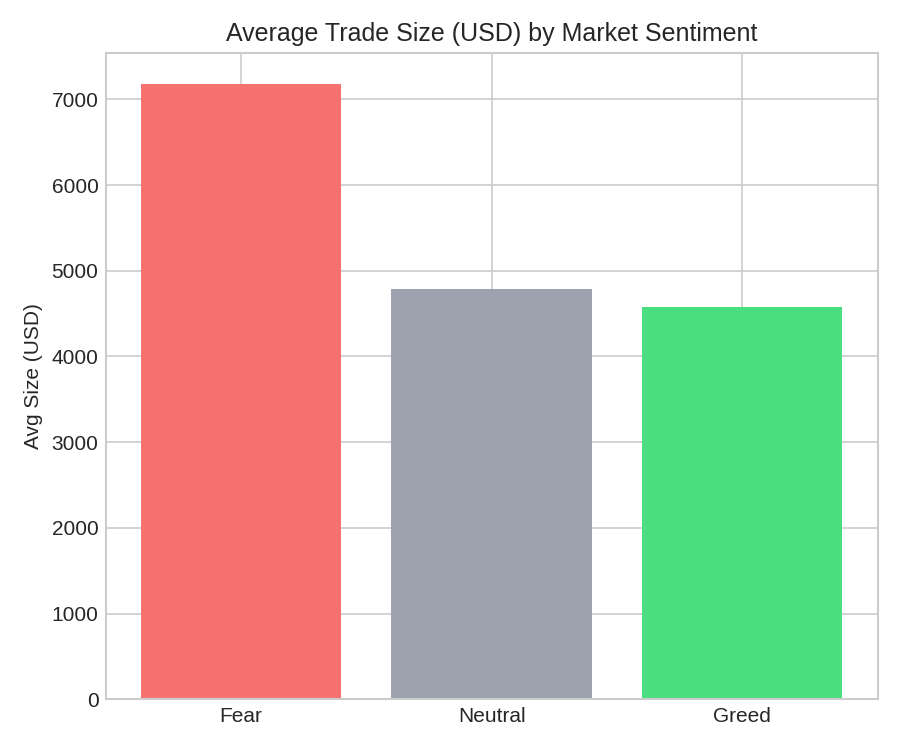 Average Trade Size (USD) by Market Sentiment
Avg Size (USD)
7000
6000
5000
4000
3000
2000
1000
0
Fear Neutral Greed